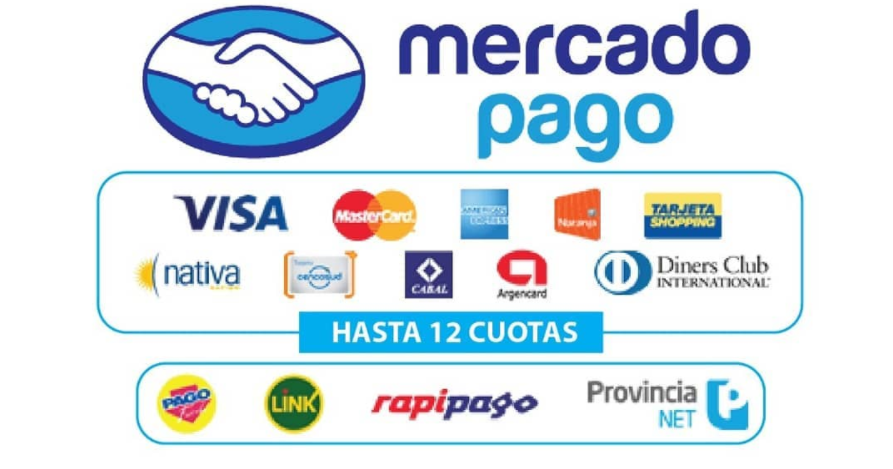 mercado
pago
VISA
MasterCard
AMERICAN
EXPRESS
Naranja
TARJETA
SHOPPING
nativa
cencosud
CABAL
Argencard
Diners Club
INTERNATIONAL
HASTA 12 CUOTAS
PAGO
LINK
rapipago
Provincia
NET